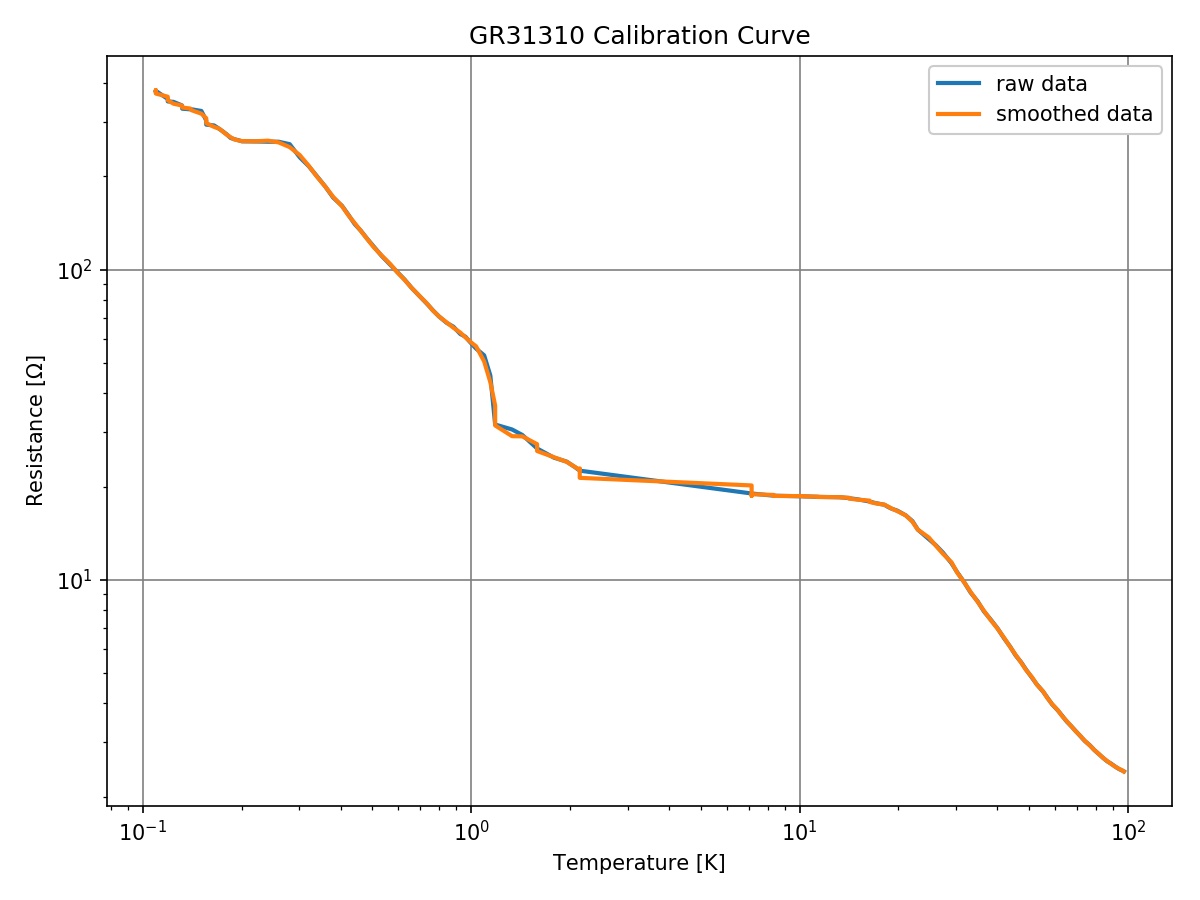 GR31310 Calibration Curve
raw data
smoothed data
Resistance [Ω]
10²
10¹
10⁻¹
10⁰
10¹
10²
Temperature [K]